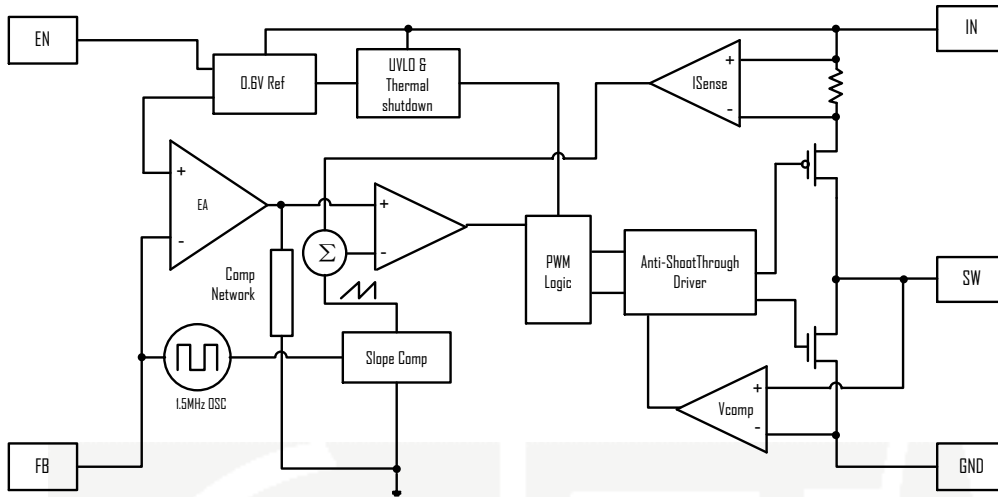 EN
IN
0.6V Ref
UVLO &
Thermal
shutdown
+
ISense
-
+
EA
-
+
-
Σ
Comp
Network
PWM
Logic
Anti-ShootThrough
Driver
SW
Slope Comp
1.5MHz OSC
+
Vcomp
-
FB
GND